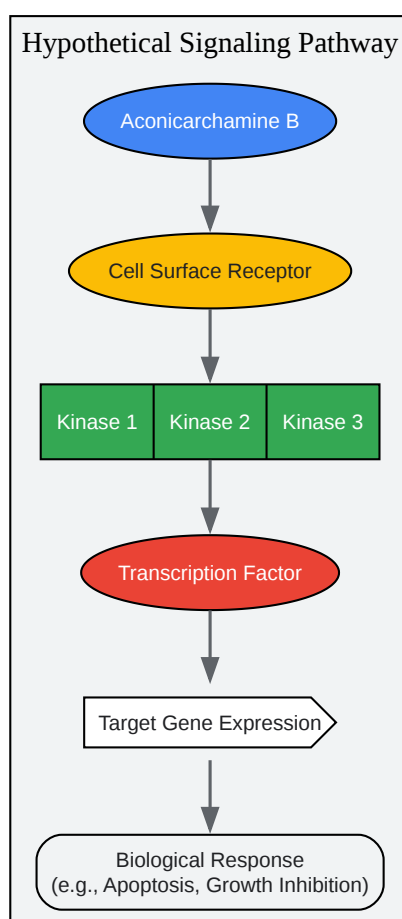 Hypothetical Signaling Pathway
Aconicarchamine B
Cell Surface Receptor
Kinase 1 Kinase 2 Kinase 3
Transcription Factor
Target Gene Expression
Biological Response
(e.g., Apoptosis, Growth Inhibition)